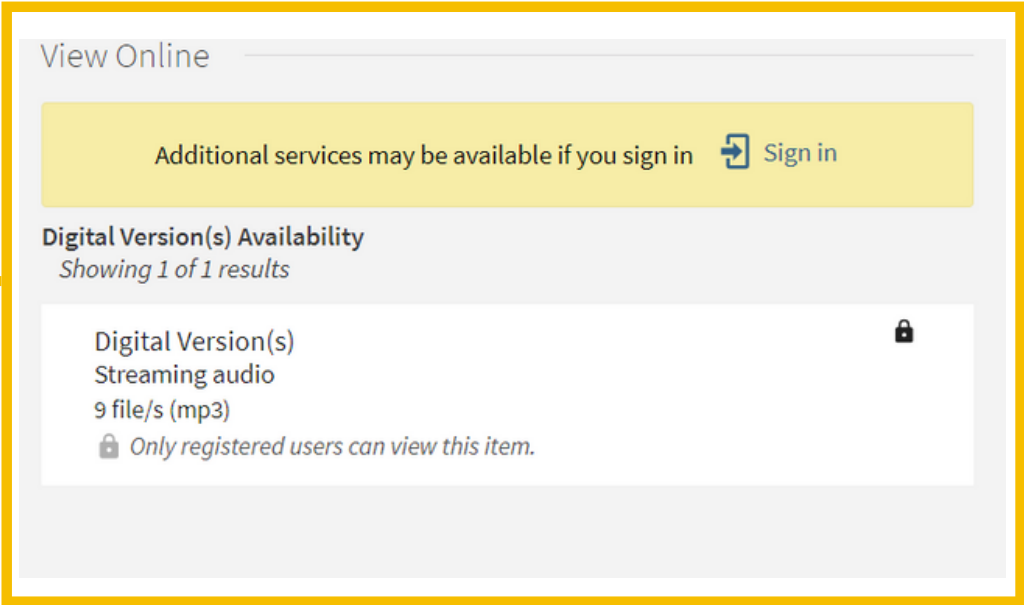 View Online
Additional services may be available if you sign in Sign in
Digital Version(s) Availability
Showing 1 of 1 results
Digital Version(s)
Streaming audio
9 file/s (mp3)
Only registered users can view this item.